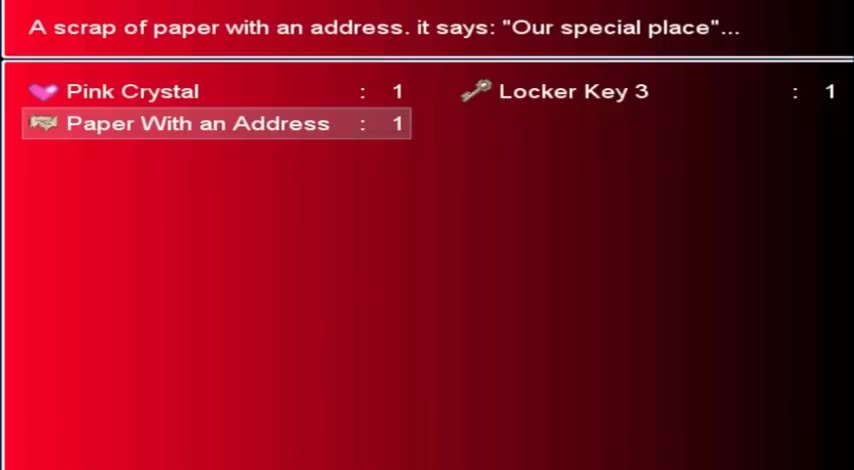 A scrap of paper with an address. it says: "Our special place"...
Pink Crystal : 1 Locker Key 3 : 1
Paper With an Address : 1